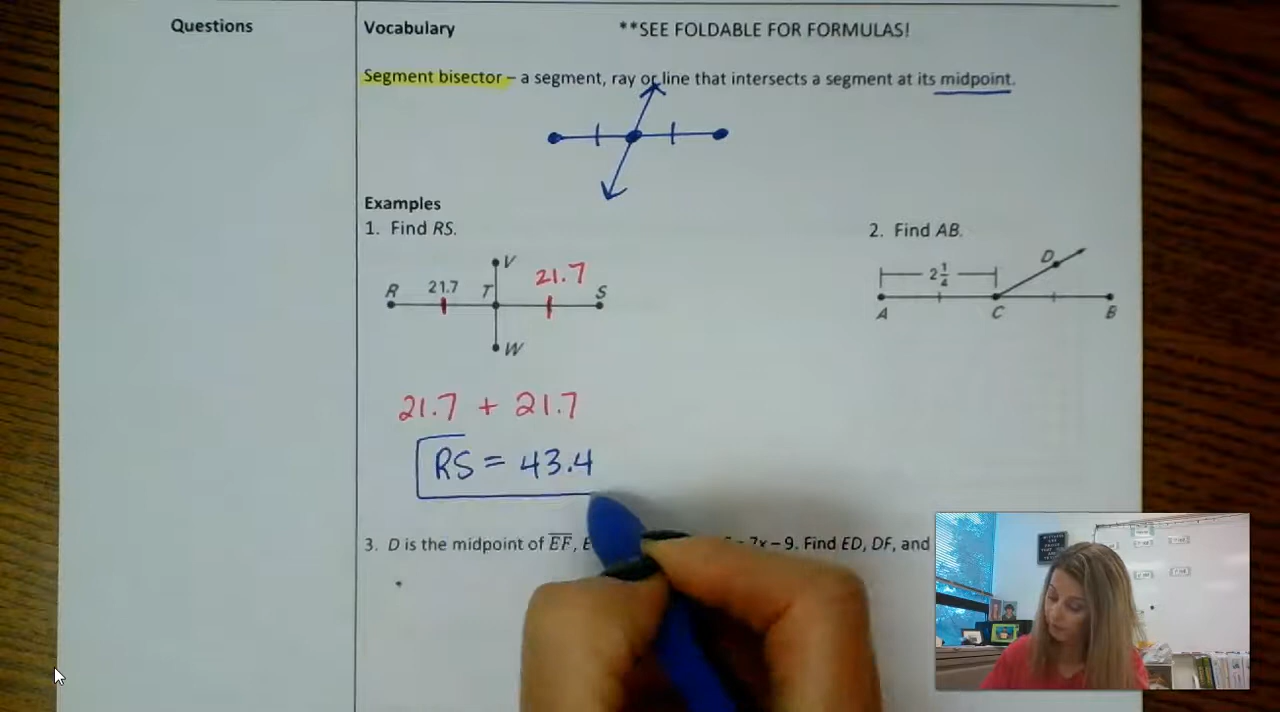 Questions
Vocabulary
**SEE FOLDABLE FOR FORMULAS!
Segment bisector – a segment, ray or line that intersects a segment at its midpoint.
Examples
1. Find RS.
2. Find AB.
V
R 21.7 T 21.7 S
W
D
2 1/4
A C B
21.7 + 21.7
RS = 43.4
3. D is the midpoint of EF, 7x – 9. Find ED, DF, and